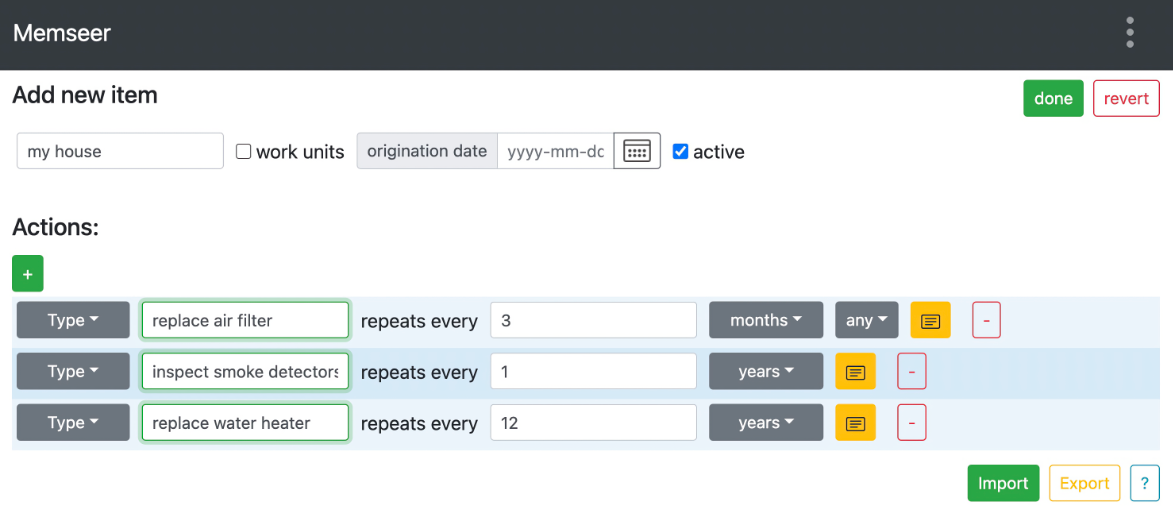 Memseer
Add new item
done revert
my house work units origination date yyyy-mm-dc active
Actions:
+
Type replace air filter repeats every 3 months any -
Type inspect smoke detectors repeats every 1 years -
Type replace water heater repeats every 12 years -
Import Export ?